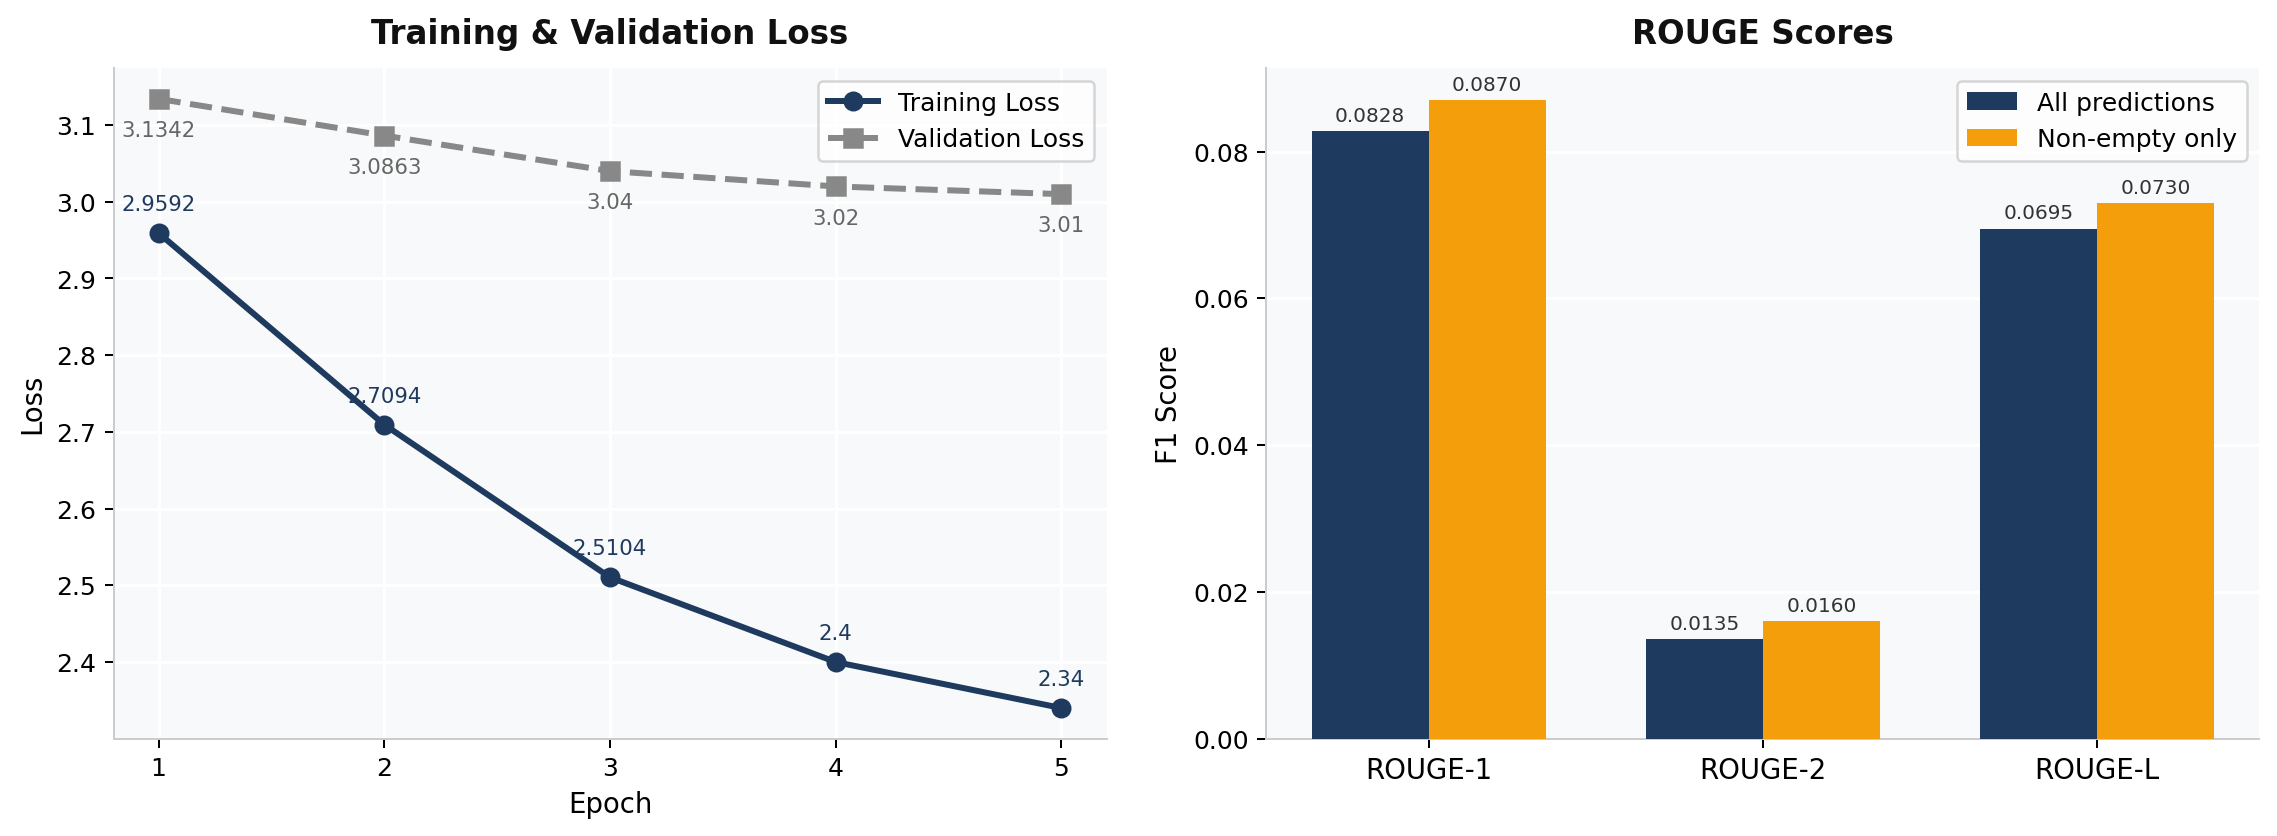 Training & Validation Loss
Training Loss
Validation Loss
3.1342
3.0863
3.04
3.02
3.01
2.9592
2.7094
2.5104
2.4
2.34
3.1
3.0
2.9
2.8
2.7
2.6
2.5
2.4
Loss
1 2 3 4 5
Epoch
ROUGE Scores
All predictions
Non-empty only
0.0828
0.0870
0.0135
0.0160
0.0695
0.0730
0.08
0.06
0.04
0.02
0.00
F1 Score
ROUGE-1 ROUGE-2 ROUGE-L